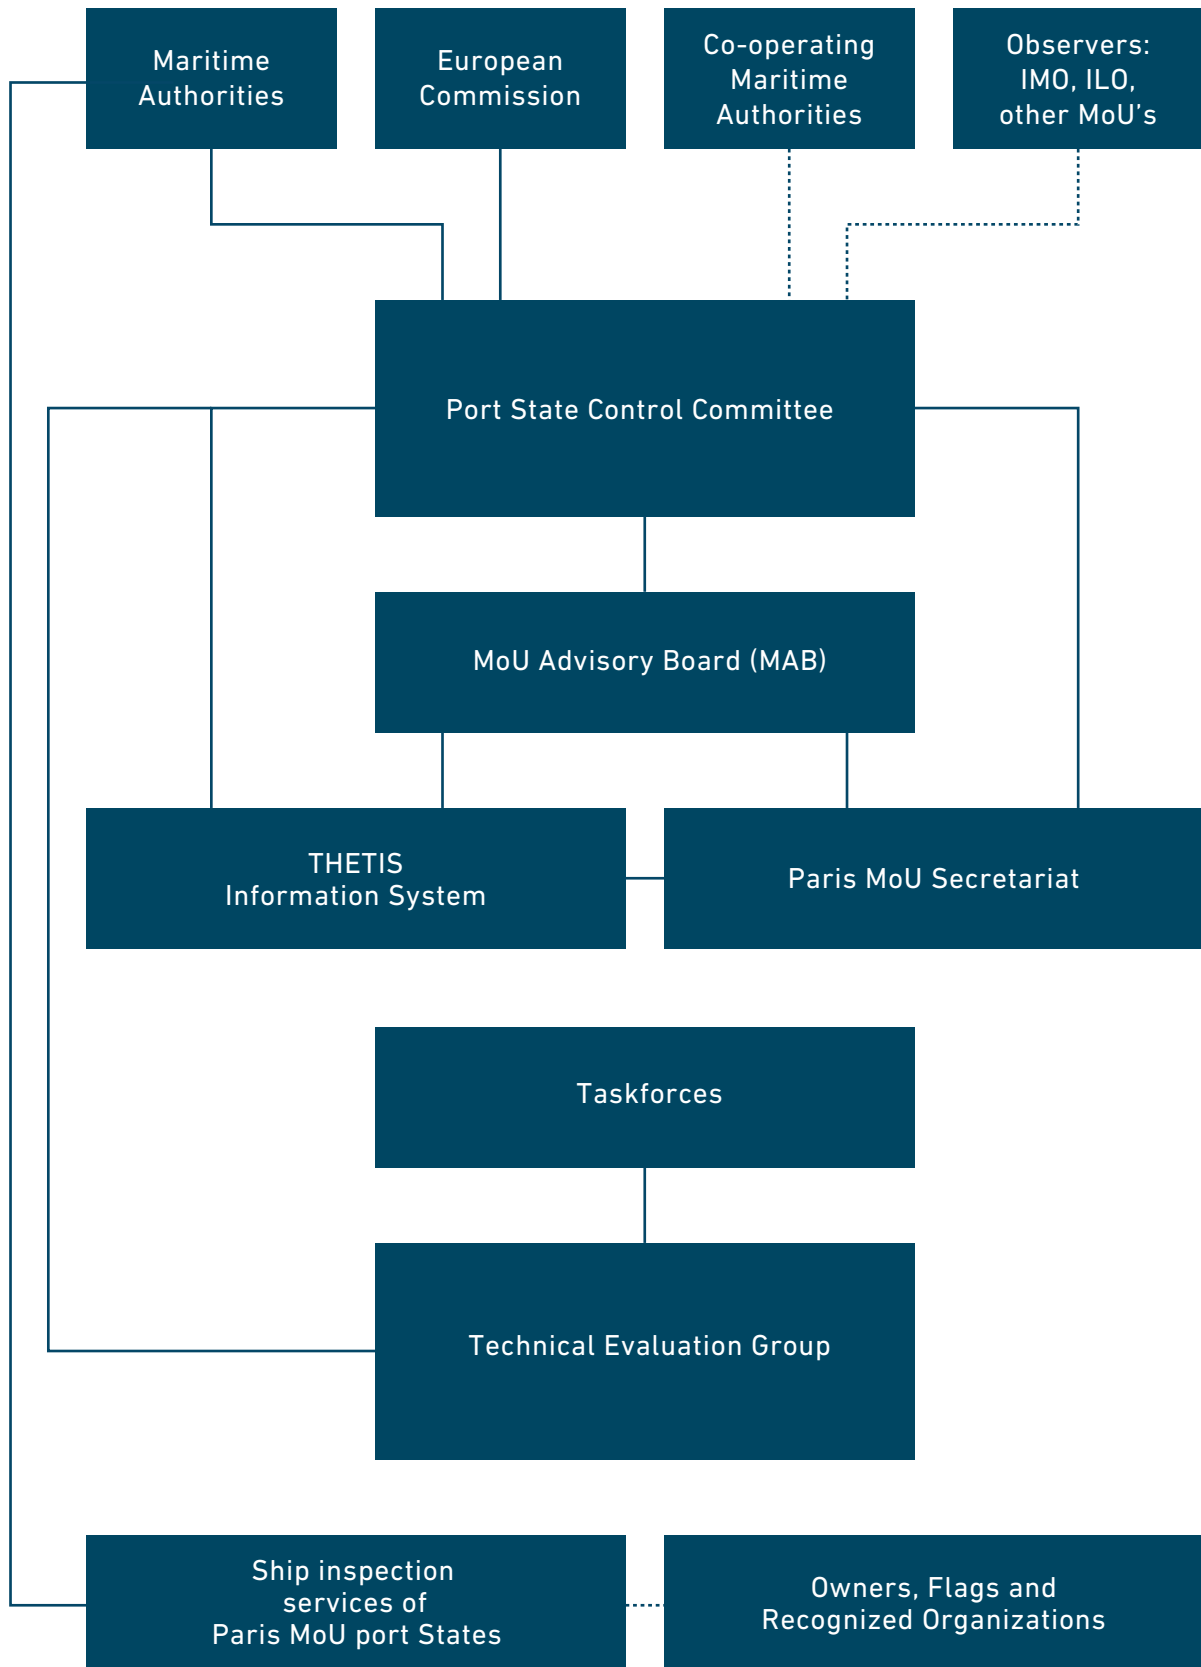 Maritime
Authorities
European
Commission
Co-operating
Maritime
Authorities
Observers:
IMO, ILO,
other MoU’s
Port State Control Committee
MoU Advisory Board (MAB)
THETIS
Information System
Paris MoU Secretariat
Taskforces
Technical Evaluation Group
Ship inspection
services of
Paris MoU port States
Owners, Flags and
Recognized Organizations